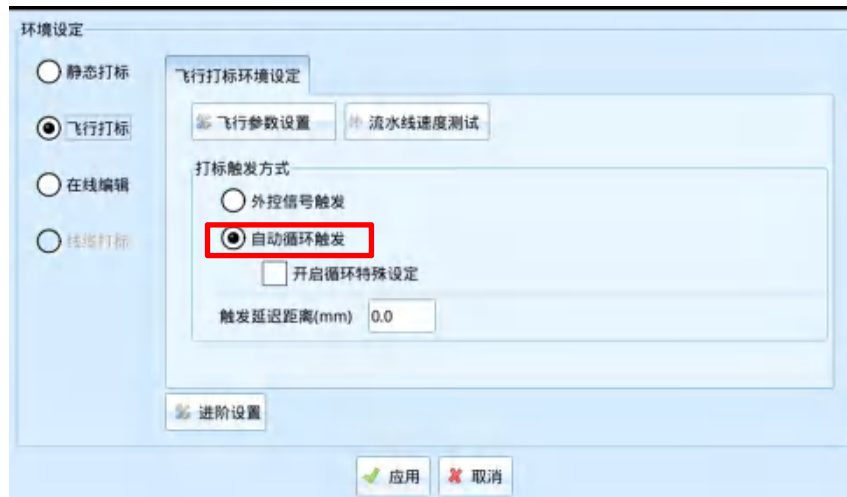 环境设定
静态打标
飞行打标环境设定
飞行打标
飞行参数设置
流水线速度测试
打标触发方式
在线编辑
外控信号触发
自动循环触发
开启循环特殊设定
触发延迟距离(mm) 0.0
进阶设置
应用
取消